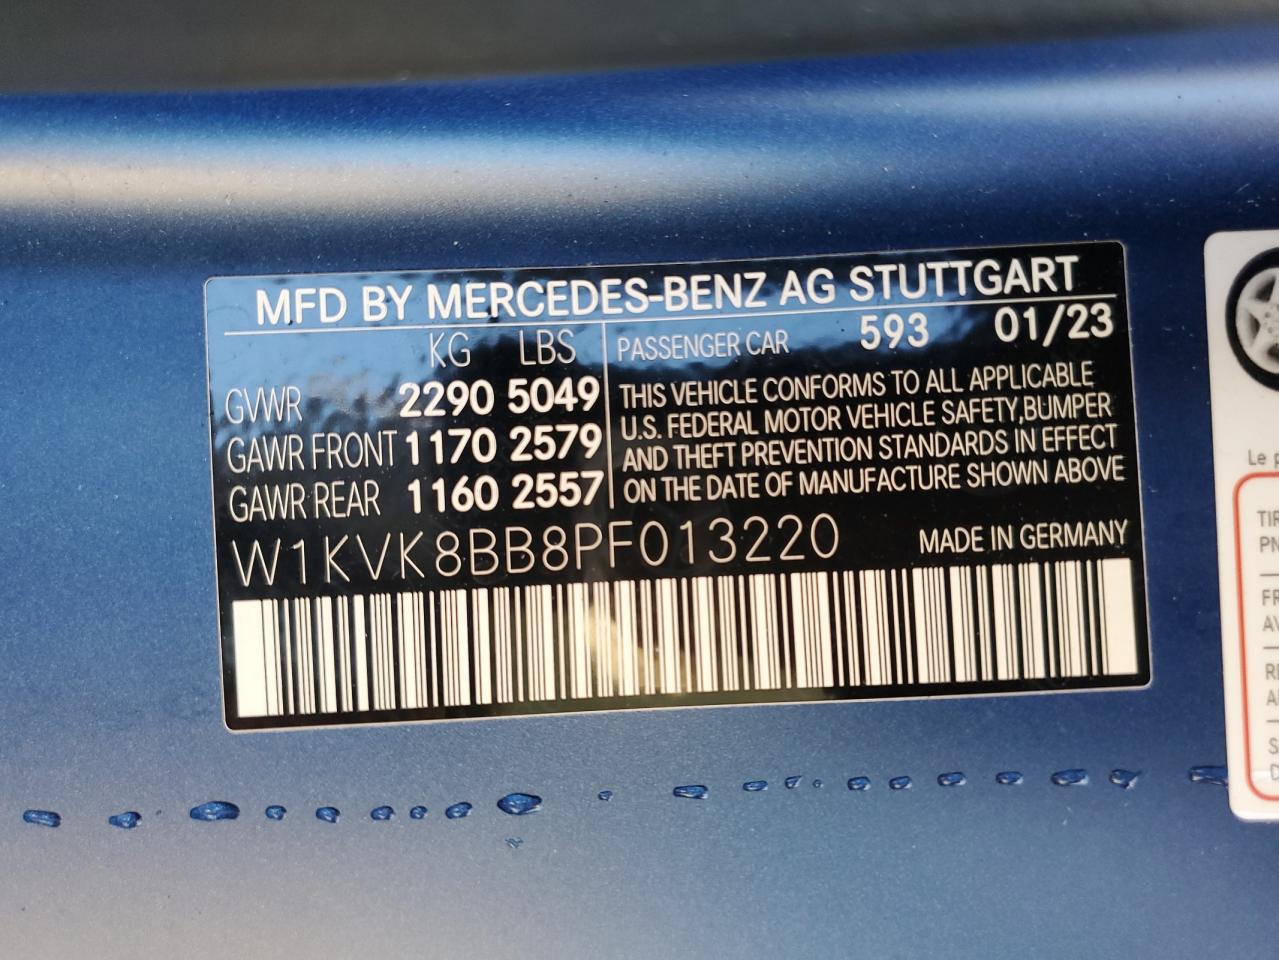 MFD BY MERCEDES-BENZ AG STUTTGART
KG LBS
GVWR 2290 5049
GAWR FRONT 1170 2579
GAWR REAR 1160 2557
PASSENGER CAR 593 01/23
THIS VEHICLE CONFORMS TO ALL APPLICABLE
U.S. FEDERAL MOTOR VEHICLE SAFETY,BUMPER
AND THEFT PREVENTION STANDARDS IN EFFECT
ON THE DATE OF MANUFACTURE SHOWN ABOVE
W1KVK8BB8PF013220
MADE IN GERMANY
Le